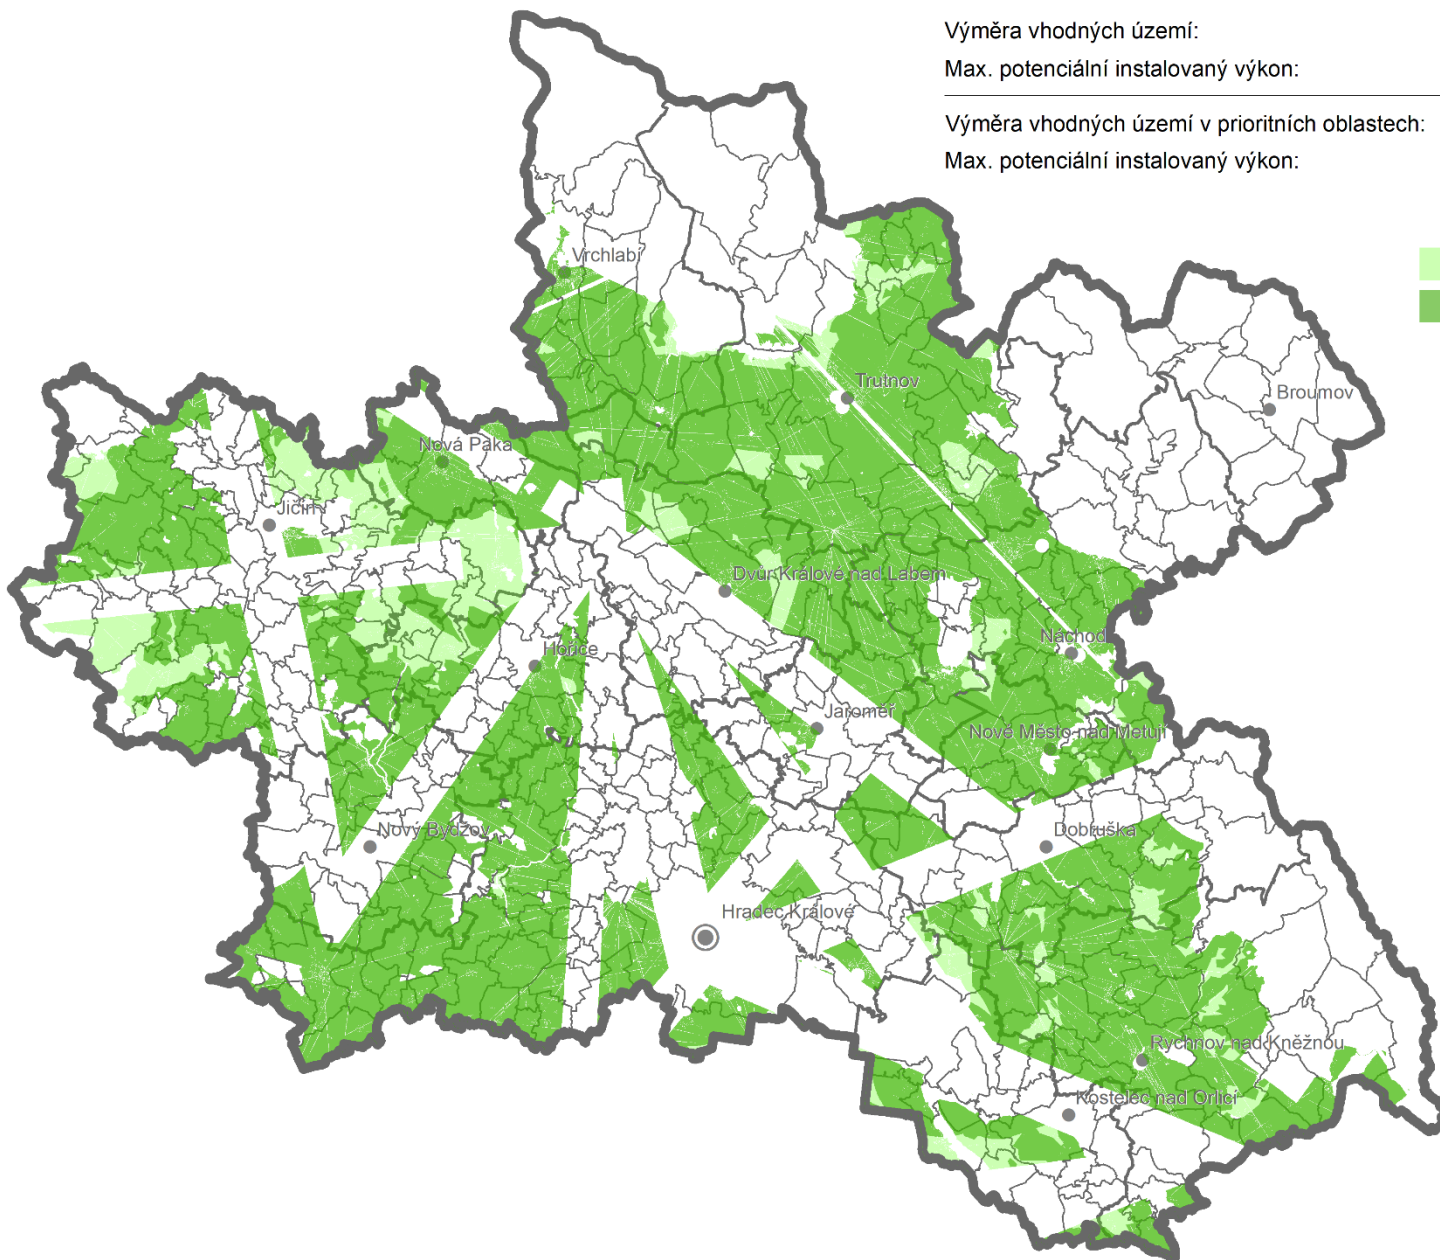 Výměra vhodných území:
Max. potenciální instalovaný výkon:
Výměra vhodných území v prioritních oblastech:
Max. potenciální instalovaný výkon:
Vrchlabí
Trutnov
Broumov
Nová Paka
Jičín
Dvůr Králové nad Labem
Náchod
Hořice
Jaroměř
Nové Město nad Metují
Nový Bydžov
Dobruška
Hradec Králové
Rychnov nad Kněžnou
Kostelec nad Orlicí